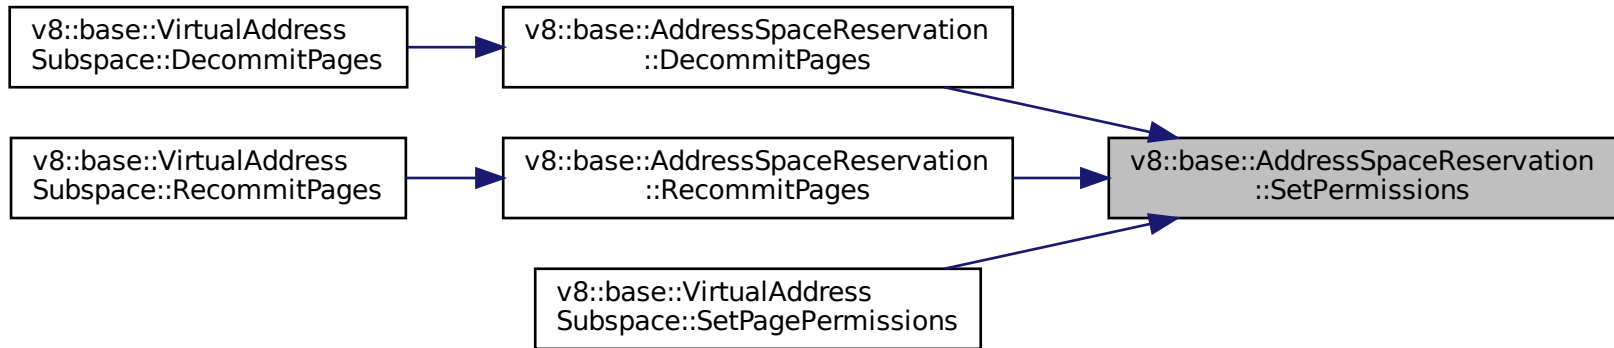 v8::base::VirtualAddress
Subspace::DecommitPages
v8::base::AddressSpaceReservation
::DecommitPages
v8::base::VirtualAddress
Subspace::RecommitPages
v8::base::AddressSpaceReservation
::RecommitPages
v8::base::AddressSpaceReservation
::SetPermissions
v8::base::VirtualAddress
Subspace::SetPagePermissions